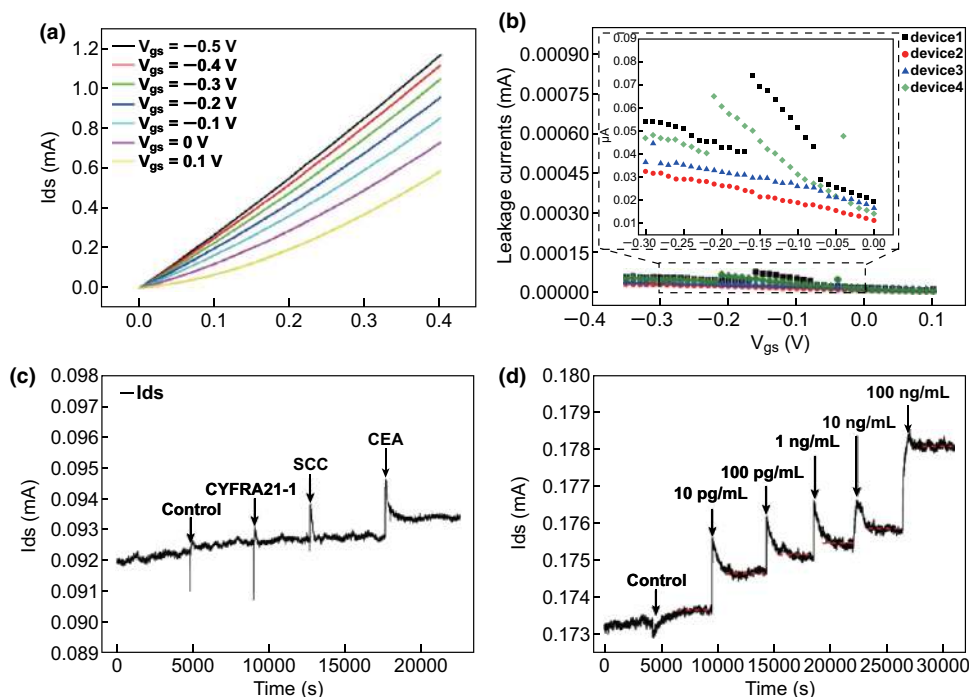 (a)
V_gs = −0.5 V
V_gs = −0.4 V
V_gs = −0.3 V
V_gs = −0.2 V
V_gs = −0.1 V
V_gs = 0 V
V_gs = 0.1 V
1.2
1.0
0.8
0.6
0.4
0.2
0.0
Ids (mA)
0.0 0.1 0.2 0.3 0.4
(b)
device1
device2
device3
device4
0.00090
0.00075
0.00060
0.00045
0.00030
0.00015
0.00000
Leakage currents (mA)
0.09
0.08
0.07
0.06
0.05
0.04
0.03
0.02
0.01
µA
−0.30 −0.25 −0.20 −0.15 −0.10 −0.05 0.00
−0.4 −0.3 −0.2 −0.1 0.0 0.1
V_gs (V)
(c)
Ids
0.098
0.097
0.096
0.095
0.094
0.093
0.092
0.091
0.090
0.089
Ids (mA)
Control
CYFRA21-1
SCC
CEA
0 5000 10000 15000 20000
Time (s)
(d)
0.180
0.179
0.178
0.177
0.176
0.175
0.174
0.173
Ids (mA)
Control
10 pg/mL
100 pg/mL
1 ng/mL
10 ng/mL
100 ng/mL
0 5000 10000 15000 20000 25000 30000
Time (s)